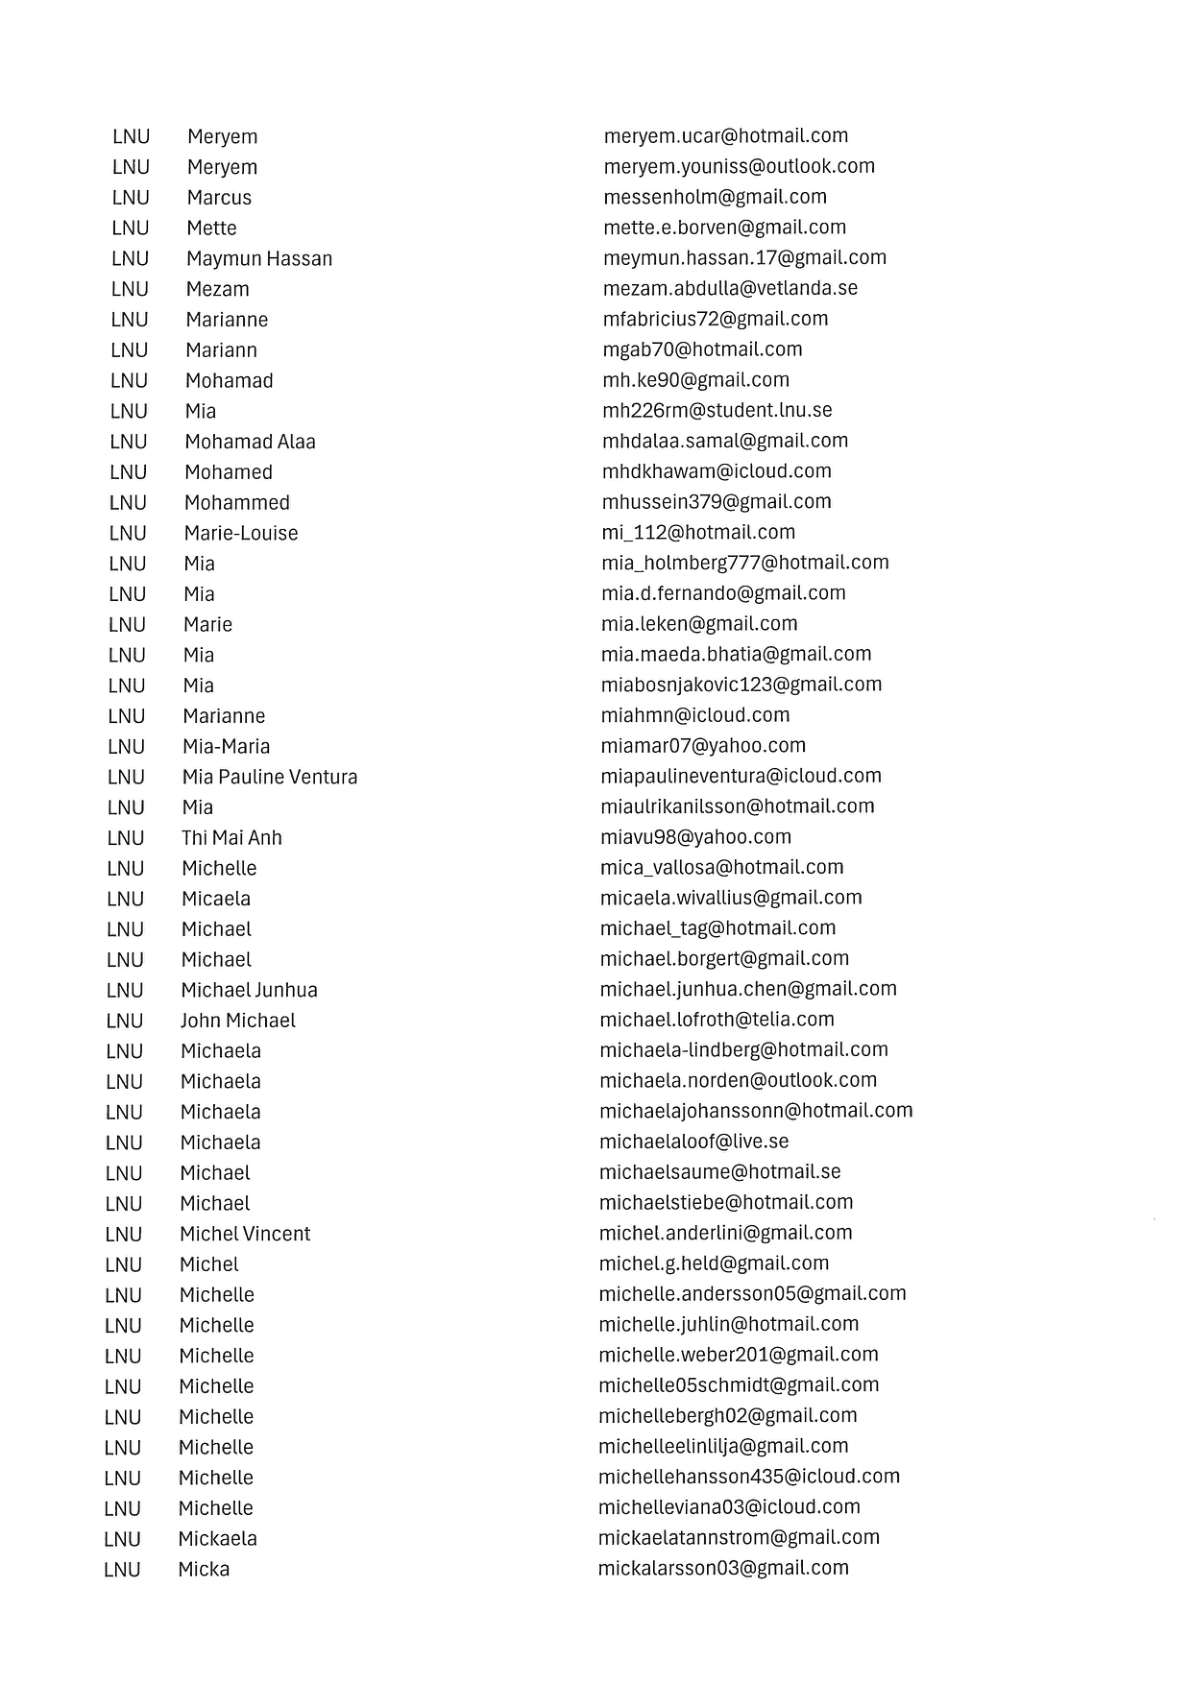 LNU Meryem meryem.ucar@hotmail.com
LNU Meryem meryem.youniss@outlook.com
LNU Marcus messenholm@gmail.com
LNU Mette mette.e.borven@gmail.com
LNU Maymun Hassan meymun.hassan.17@gmail.com
LNU Mezam mezam.abdulla@vetlanda.se
LNU Marianne mfabricius72@gmail.com
LNU Mariann mgab70@hotmail.com
LNU Mohamad mh.ke90@gmail.com
LNU Mia mh226rm@student.lnu.se
LNU Mohamad Alaa mhdalaa.samal@gmail.com
LNU Mohamed mhdkhawam@icloud.com
LNU Mohammed mhussein379@gmail.com
LNU Marie-Louise mi_112@hotmail.com
LNU Mia mia_holmberg777@hotmail.com
LNU Mia mia.d.fernando@gmail.com
LNU Marie mia.leken@gmail.com
LNU Mia mia.maeda.bhatia@gmail.com
LNU Mia miabosnjakovic123@gmail.com
LNU Marianne miahmn@icloud.com
LNU Mia-Maria miamar07@yahoo.com
LNU Mia Pauline Ventura miapaulineventura@icloud.com
LNU Mia miaulrikanilsson@hotmail.com
LNU Thi Mai Anh miavu98@yahoo.com
LNU Michelle mica_vallosa@hotmail.com
LNU Micaela micaela.wivallius@gmail.com
LNU Michael michael_tag@hotmail.com
LNU Michael michael.borgert@gmail.com
LNU Michael Junhua michael.junhua.chen@gmail.com
LNU John Michael michael.lofroth@telia.com
LNU Michaela michaela-lindberg@hotmail.com
LNU Michaela michaela.norden@outlook.com
LNU Michaela michaelajohanssonn@hotmail.com
LNU Michaela michaelaloof@live.se
LNU Michael michaelsaume@hotmail.se
LNU Michael michaelstiebe@hotmail.com
LNU Michel Vincent michel.anderlini@gmail.com
LNU Michel michel.g.held@gmail.com
LNU Michelle michelle.andersson05@gmail.com
LNU Michelle michelle.juhlin@hotmail.com
LNU Michelle michelle.weber201@gmail.com
LNU Michelle michelle05schmidt@gmail.com
LNU Michelle michellebergh02@gmail.com
LNU Michelle michelleelinlilja@gmail.com
LNU Michelle michellehansson435@icloud.com
LNU Michelle michelleviana03@icloud.com
LNU Mickaela mickaelatannstrom@gmail.com
LNU Micka mickalarsson03@gmail.com